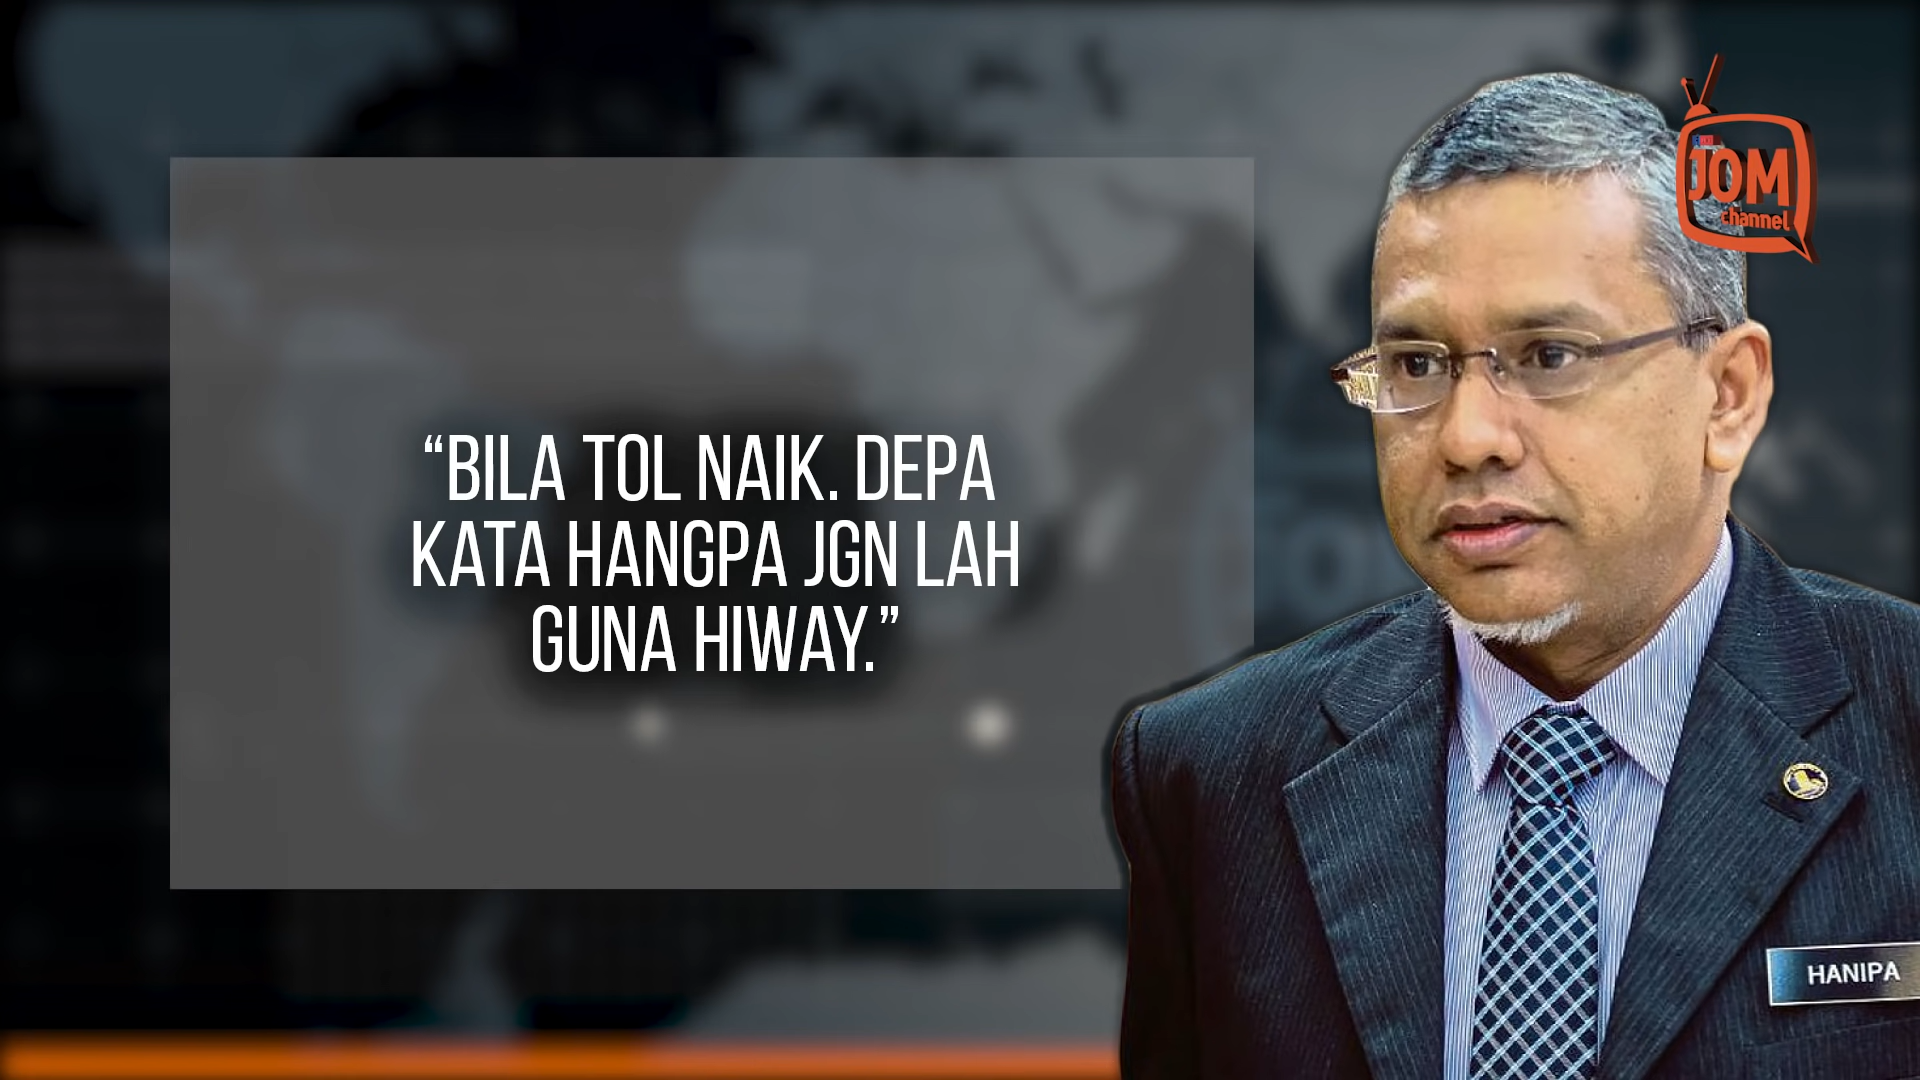 JOM
channel
“BILA TOL NAIK. DEPA
KATA HANGPA JGN LAH
GUNA HIWAY.”
HANIPA